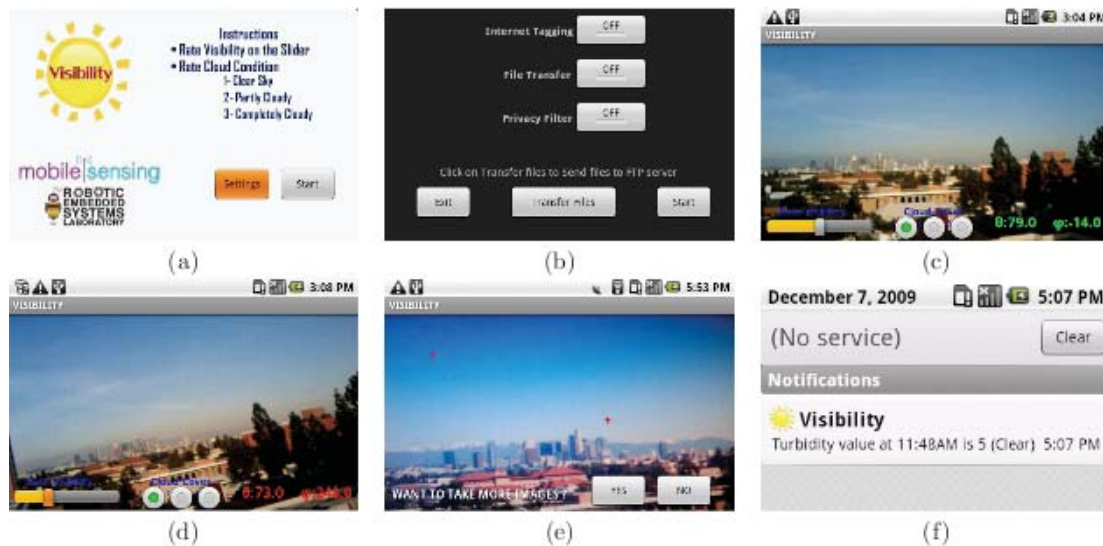 Instructions
• Rate Visibility on the Slider
• Rate Cloud Condition
1- Clear Sky
2- Partly Cloudy
3- Completely Cloudy
Visibility
mobile sensing
ROBOTIC
EMBEDDED
SYSTEMS
LABORATORY
Settings
Start
(a)
Internet Tagging
OFF
File Transfer
OFF
Privacy Filter
OFF
Click on Transfer files to Send files to FTP server
Exit
Transfer Files
Start
(b)
3:04 PM
VISIBILITY
Cloud Cover
θ:79.0
φ:-14.0
(c)
3:08 PM
VISIBILITY
Cloud Cover
θ:73.0
(d)
5:53 PM
VISIBILITY
WANT TO TAKE MORE IMAGES?
YES
NO
(e)
December 7, 2009
5:07 PM
(No service)
Clear
Notifications
Visibility
Turbidity value at 11:48AM is 5 (Clear) 5:07 PM
(f)